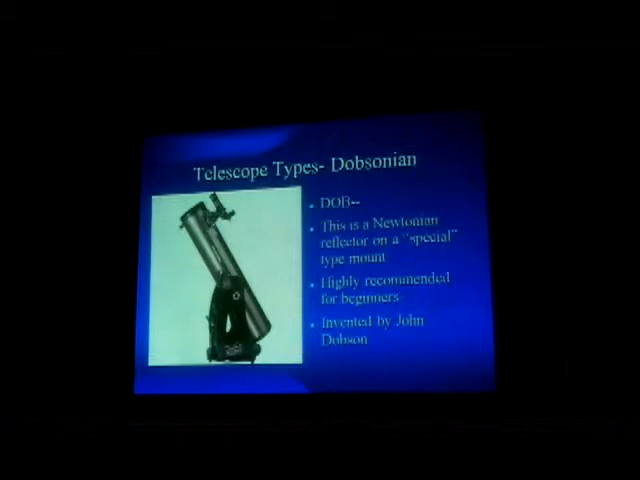 Telescope Types- Dobsonian
DOB--
This is a Newtonian
reflector on a "special"
type mount
Highly recommended
for beginners
Invented by John
Dobson